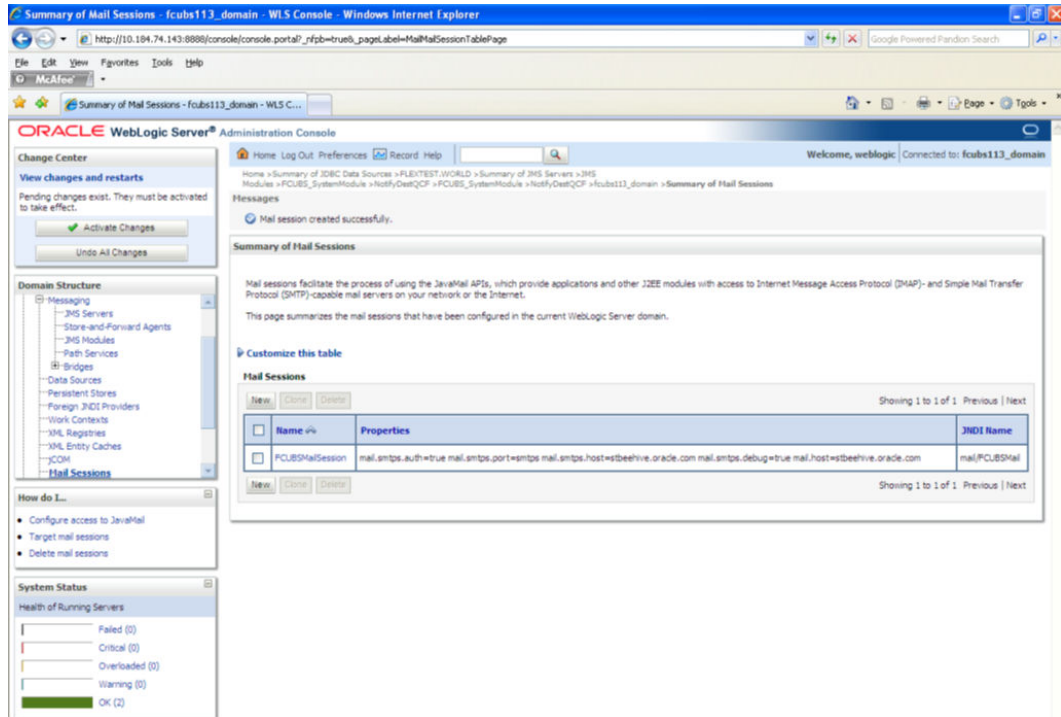 Summary of Mail Sessions - fcubs113_domain - WLS Console - Windows Internet Explorer
http://10.184.74.143:8888/console/console.portal?_nfpb=true&_pageLabel=MailMailSessionTablePage
Google Powered Pandion Search
File Edit View Favorites Tools Help
McAfee
Summary of Mail Sessions - fcubs113_domain - WLS C...
Page Tools
ORACLE WebLogic Server® Administration Console
Change Center
View changes and restarts
Pending changes exist. They must be activated
to take effect.
Activate Changes
Undo All Changes
Domain Structure
Messaging
JMS Servers
Store-and-Forward Agents
JMS Modules
Path Services
Bridges
Data Sources
Persistent Stores
Foreign JNDI Providers
Work Contexts
XML Registries
XML Entity Caches
jCOM
Mail Sessions
How do I...
Configure access to JavaMail
Target mail sessions
Delete mail sessions
System Status
Health of Running Servers
Failed (0)
Critical (0)
Overloaded (0)
Warning (0)
OK (2)
Home Log Out Preferences Record Help
Welcome, weblogic Connected to: fcubs113_domain
Home >Summary of JDBC Data Sources >FLEXTEST.WORLD >Summary of JMS Servers >JMS
Modules >FCUBS_SystemModule >NotifyDestQCF >FCUBS_SystemModule >NotifyDestQCF >fcubs113_domain >Summary of Mail Sessions
Messages
Mail session created successfully.
Summary of Mail Sessions
Mail sessions facilitate the process of using the JavaMail APIs, which provide applications and other J2EE modules with access to Internet Message Access Protocol (IMAP)- and Simple Mail Transfer
Protocol (SMTP)-capable mail servers on your network or the Internet.
This page summarizes the mail sessions that have been configured in the current WebLogic Server domain.
Customize this table
Mail Sessions
New Clone Delete
Showing 1 to 1 of 1 Previous | Next
Name Properties JNDI Name
FCUBSMailSession mail.smtps.auth=true mail.smtps.port=smtps mail.smtps.host=stbeehive.oracle.com mail.smtps.debug=true mail.host=stbeehive.oracle.com mail/FCUBSMail
New Clone Delete
Showing 1 to 1 of 1 Previous | Next